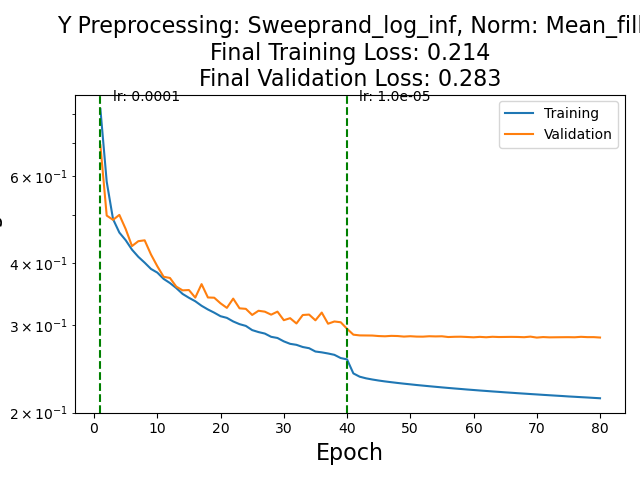 Y Preprocessing: Sweeprand_log_inf, Norm: Mean_fill
Final Training Loss: 0.214
Final Validation Loss: 0.283
lr: 0.0001
lr: 1.0e-05
Training
Validation
6 × 10⁻¹
4 × 10⁻¹
3 × 10⁻¹
2 × 10⁻¹
0 10 20 30 40 50 60 70 80
Epoch